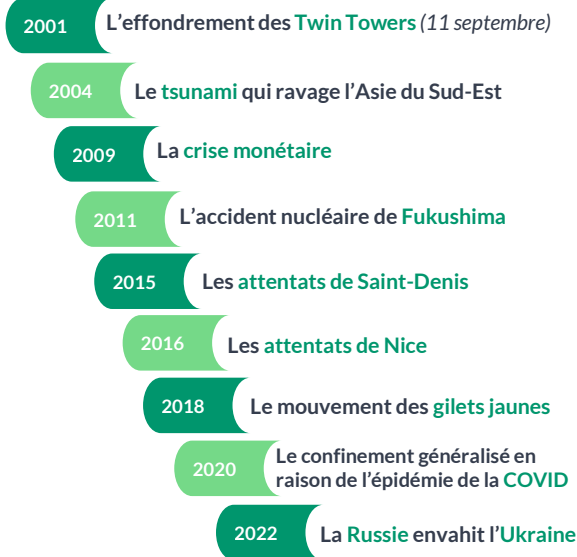 2001 L’effondrement des Twin Towers (11 septembre)
2004 Le tsunami qui ravage l’Asie du Sud-Est
2009 La crise monétaire
2011 L’accident nucléaire de Fukushima
2015 Les attentats de Saint-Denis
2016 Les attentats de Nice
2018 Le mouvement des gilets jaunes
2020 Le confinement généralisé en
raison de l’épidémie de la COVID
2022 La Russie envahit l’Ukraine